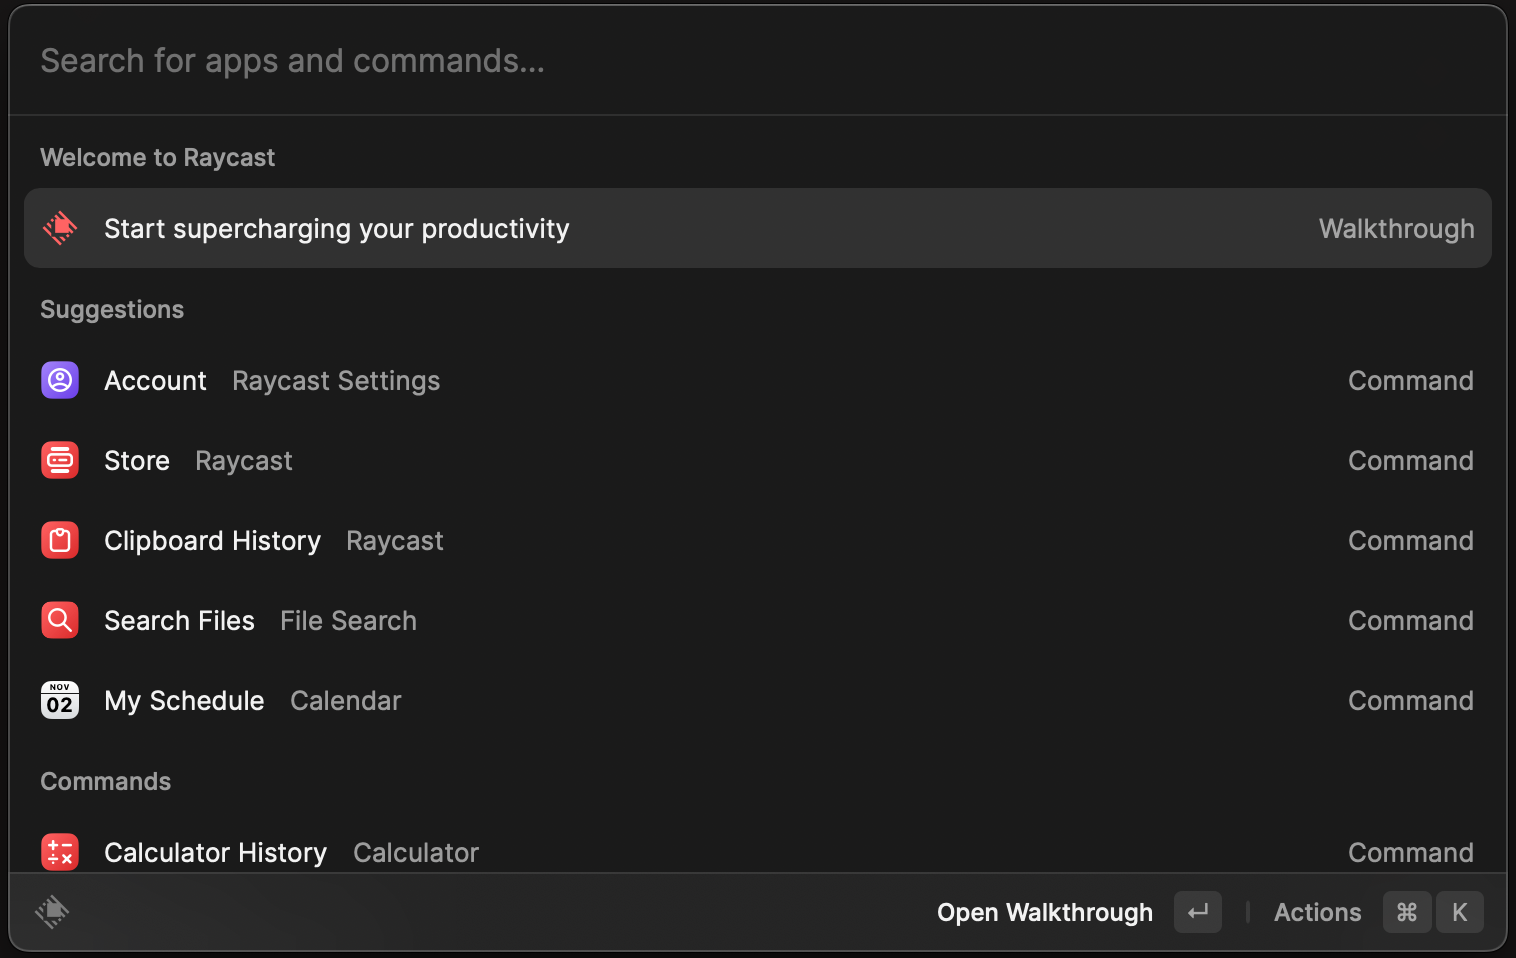 Search for apps and commands...
Welcome to Raycast
Start supercharging your productivity Walkthrough
Suggestions
Account Raycast Settings Command
Store Raycast Command
Clipboard History Raycast Command
Search Files File Search Command
NOV
02
My Schedule Calendar Command
Commands
Calculator History Calculator Command
Open Walkthrough ↵ Actions ⌘ K